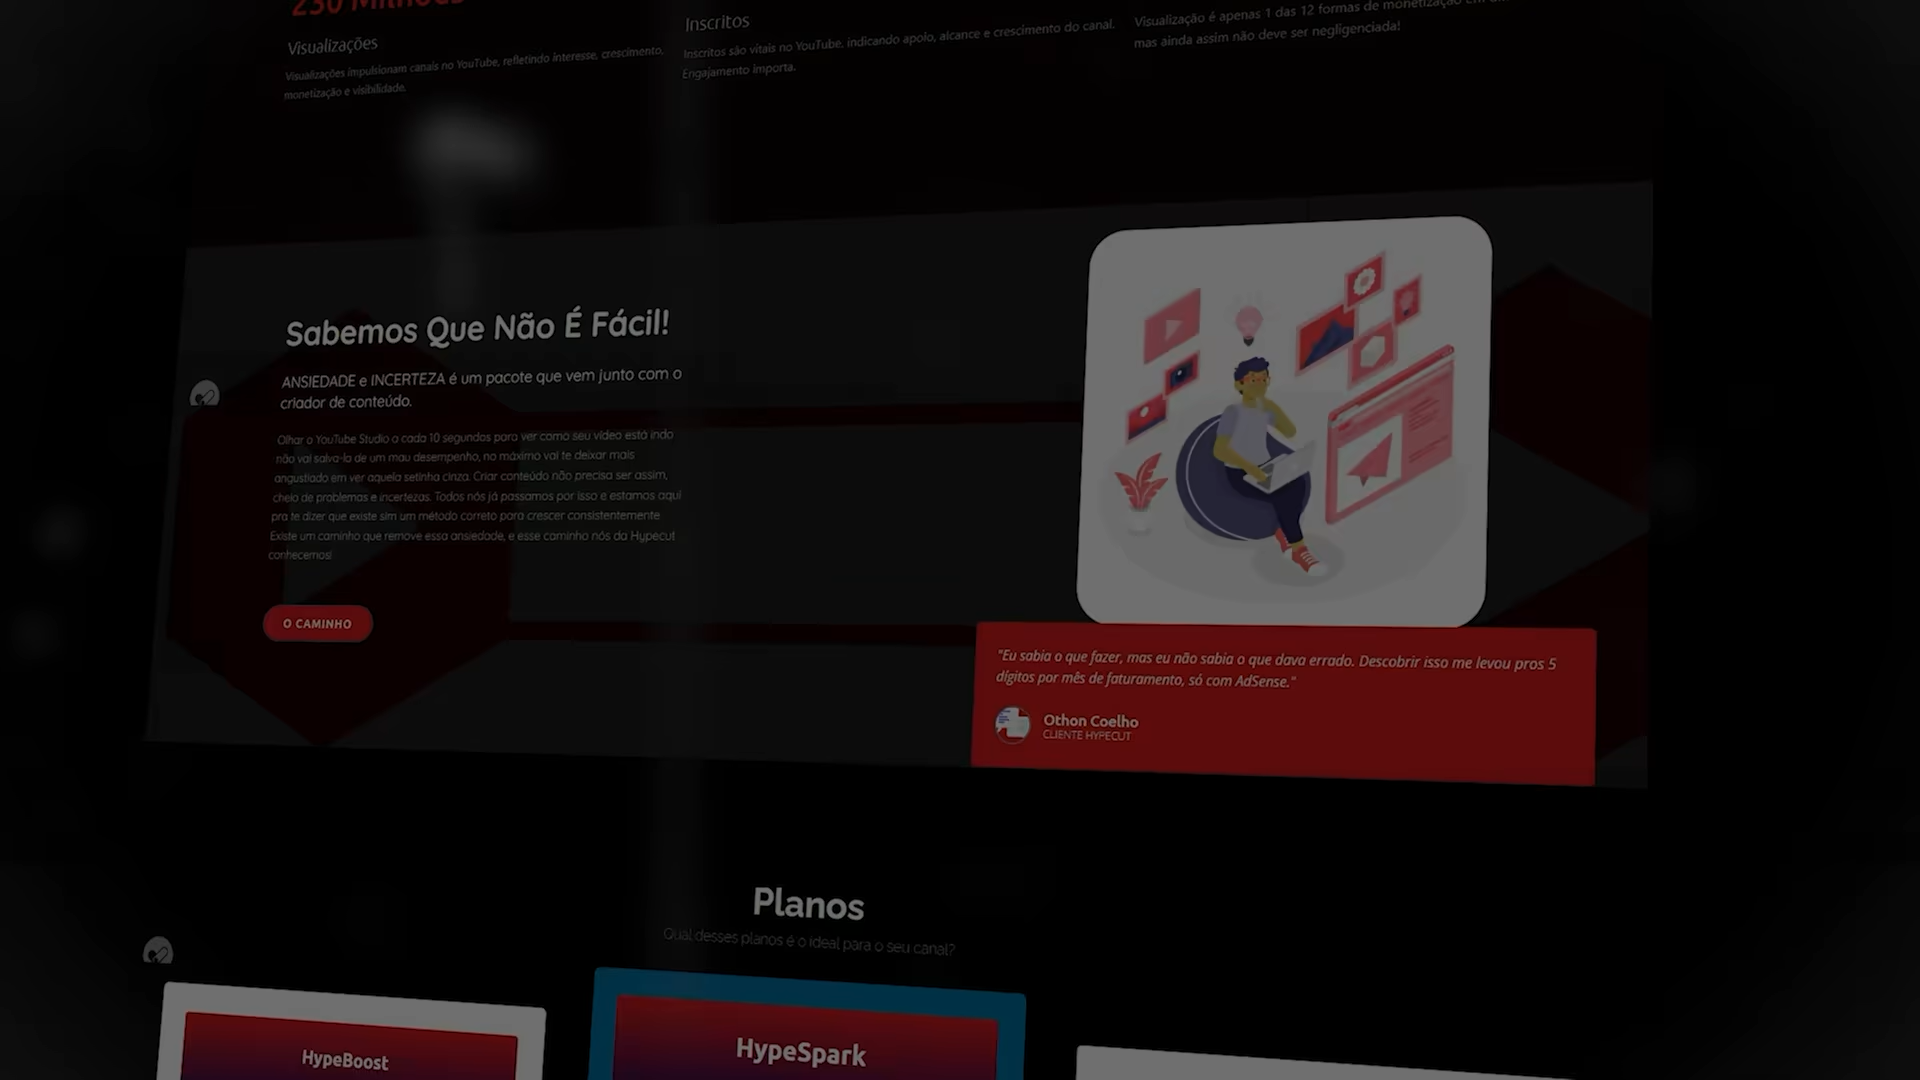 230 Milhões
Visualizações
Visualizações impulsionam canais no YouTube, refletindo interesse, crescimento,
monetização e visibilidade.
Inscritos
Inscritos são vitais no YouTube, indicando apoio, alcance e crescimento do canal.
Engajamento importa.
Visualização é apenas 1 das 12 formas de monetização
mas ainda assim não deve ser negligenciada!
Sabemos Que Não É Fácil!
ANSIEDADE e INCERTEZA é um pacote que vem junto com o
criador de conteúdo.
Olhar o YouTube Studio a cada 10 segundos para ver como seu vídeo está indo
não vai salva-lo de um mau desempenho, no máximo vai te deixar mais
angustiado em ver aquela setinha cinza. Criar conteúdo não precisa ser assim,
cheio de problemas e incertezas. Todos nós já passamos por isso e estamos aqui
pra te dizer que existe sim um método correto para crescer consistentemente
Existe um caminho que remove essa ansiedade, e esse caminho nós da Hypecut
conhecemos!
O CAMINHO
"Eu sabia o que fazer, mas eu não sabia o que dava errado. Descobrir isso me levou pros 5
dígitos por mês de faturamento, só com AdSense."
Othon Coelho
CLIENTE HYPECUT
Planos
Qual desses planos é o ideal para o seu canal?
HypeBoost
HypeSpark